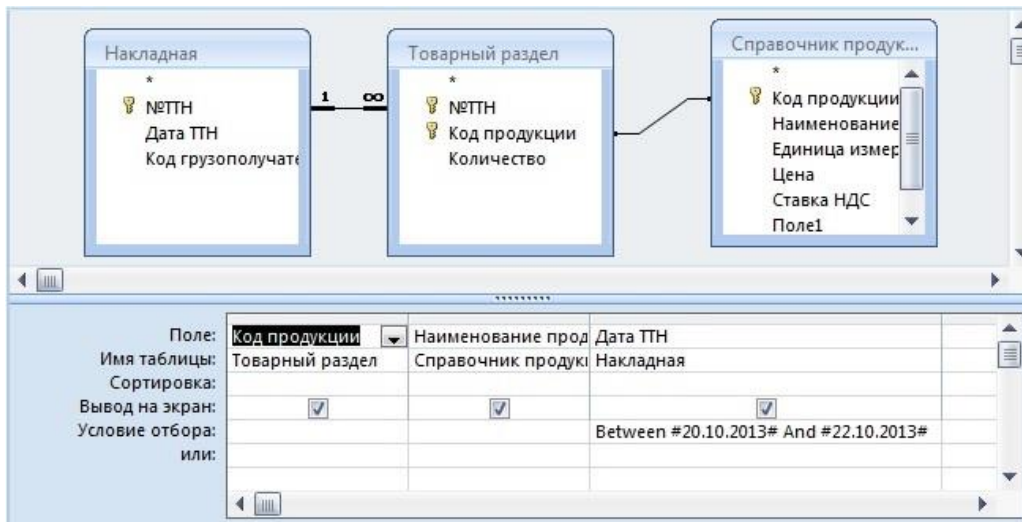 Накладная
*
№ТТН
Дата ТТН
Код грузополучате
1 ∞
Товарный раздел
*
№ТТН
Код продукции
Количество
Справочник продук...
*
Код продукции
Наименование
Единица измер
Цена
Ставка НДС
Поле1
Поле: Код продукции Наименование прод Дата ТТН
Имя таблицы: Товарный раздел Справочник продукı Накладная
Сортировка:
Вывод на экран:
Условие отбора: Between #20.10.2013# And #22.10.2013#
или: